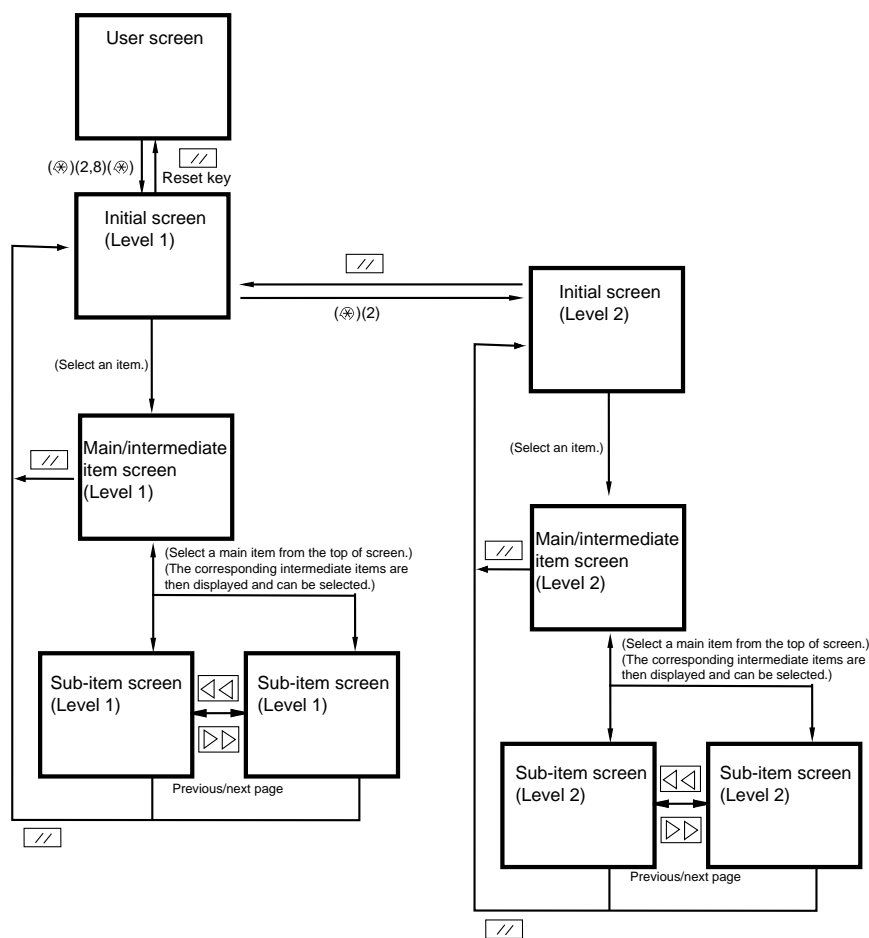 User screen
(✳)(2,8)(✳)
//
Reset key
Initial screen
(Level 1)
//
(✳)(2)
Initial screen
(Level 2)
(Select an item.)
Main/intermediate
item screen
(Level 1)
//
(Select an item.)
(Select a main item from the top of screen.)
(The corresponding intermediate items are
then displayed and can be selected.)
Main/intermediate
item screen
(Level 2)
//
Sub-item screen
(Level 1)
Sub-item screen
(Level 1)
Previous/next page
//
(Select a main item from the top of screen.)
(The corresponding intermediate items are
then displayed and can be selected.)
Sub-item screen
(Level 2)
Sub-item screen
(Level 2)
Previous/next page
//